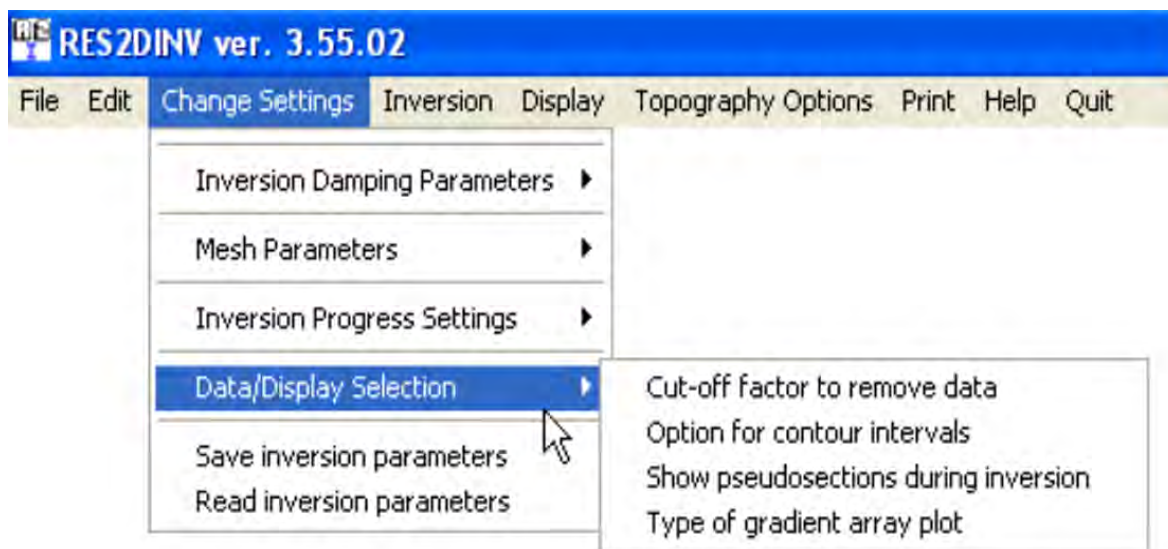 RES2DINV ver. 3.55.02
File Edit Change Settings Inversion Display Topography Options Print Help Quit
Inversion Damping Parameters
Mesh Parameters
Inversion Progress Settings
Data/Display Selection
Save inversion parameters
Read inversion parameters
Cut-off factor to remove data
Option for contour intervals
Show pseudosections during inversion
Type of gradient array plot